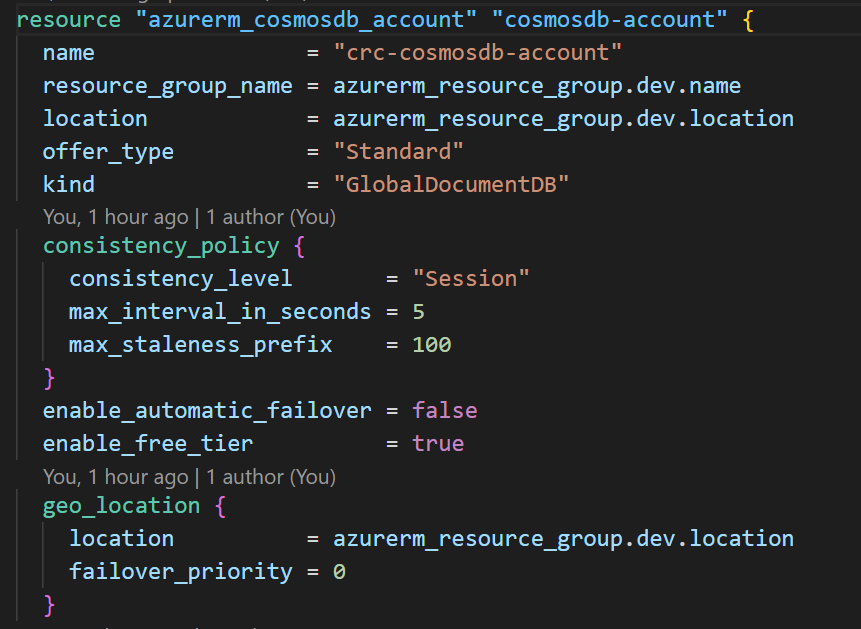 resource "azurerm_cosmosdb_account" "cosmosdb-account" {
  name                = "crc-cosmosdb-account"
  resource_group_name = azurerm_resource_group.dev.name
  location            = azurerm_resource_group.dev.location
  offer_type          = "Standard"
  kind                = "GlobalDocumentDB"
  You, 1 hour ago | 1 author (You)
  consistency_policy {
    consistency_level       = "Session"
    max_interval_in_seconds = 5
    max_staleness_prefix    = 100
  }
  enable_automatic_failover = false
  enable_free_tier          = true
  You, 1 hour ago | 1 author (You)
  geo_location {
    location          = azurerm_resource_group.dev.location
    failover_priority = 0
  }